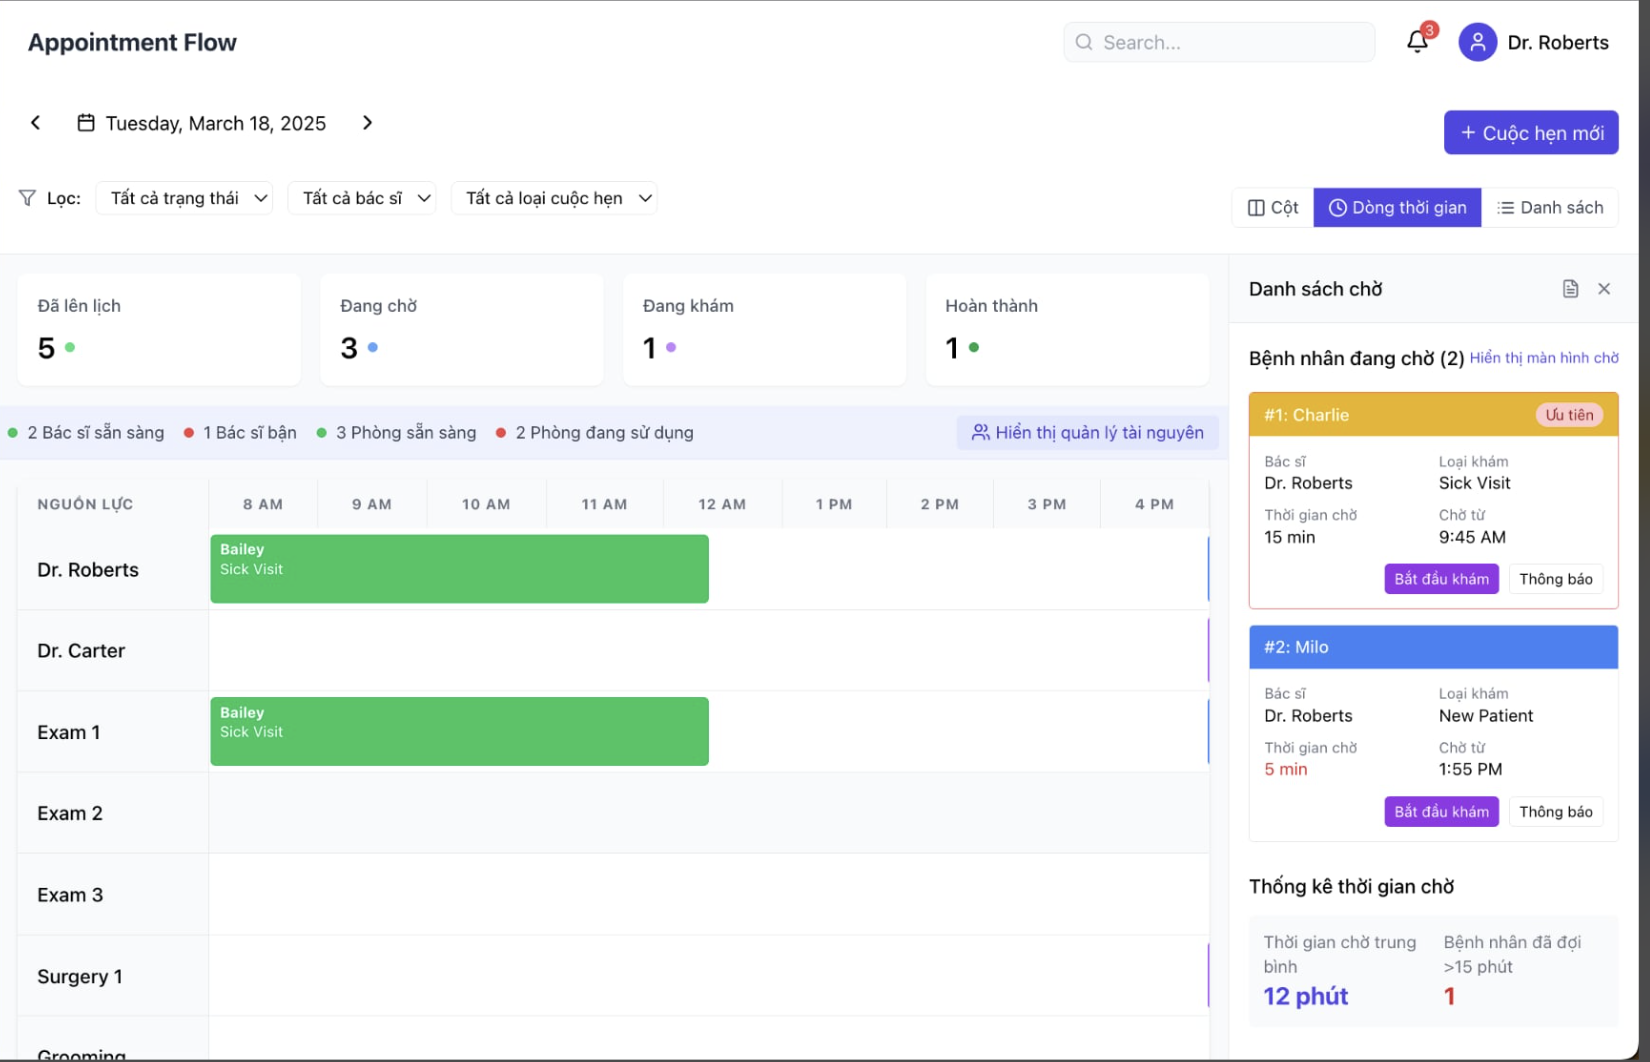 Appointment Flow
Search...
3
Dr. Roberts
Tuesday, March 18, 2025
+ Cuộc hẹn mới
Lọc:
Tất cả trạng thái
Tất cả bác sĩ
Tất cả loại cuộc hẹn
Cột
Dòng thời gian
Danh sách
Đã lên lịch
5
Đang chờ
3
Đang khám
1
Hoàn thành
1
2 Bác sĩ sẵn sàng
1 Bác sĩ bận
3 Phòng sẵn sàng
2 Phòng đang sử dụng
Hiển thị quản lý tài nguyên
NGUỒN LỰC
8 AM
9 AM
10 AM
11 AM
12 AM
1 PM
2 PM
3 PM
4 PM
Dr. Roberts
Bailey
Sick Visit
Dr. Carter
Exam 1
Bailey
Sick Visit
Exam 2
Exam 3
Surgery 1
Grooming
Danh sách chờ
Bệnh nhân đang chờ (2)
Hiển thị màn hình chờ
#1: Charlie
Ưu tiên
Bác sĩ
Dr. Roberts
Loại khám
Sick Visit
Thời gian chờ
15 min
Chờ từ
9:45 AM
Bắt đầu khám
Thông báo
#2: Milo
Bác sĩ
Dr. Roberts
Loại khám
New Patient
Thời gian chờ
5 min
Chờ từ
1:55 PM
Bắt đầu khám
Thông báo
Thống kê thời gian chờ
Thời gian chờ trung
bình
12 phút
Bệnh nhân đã đợi
>15 phút
1